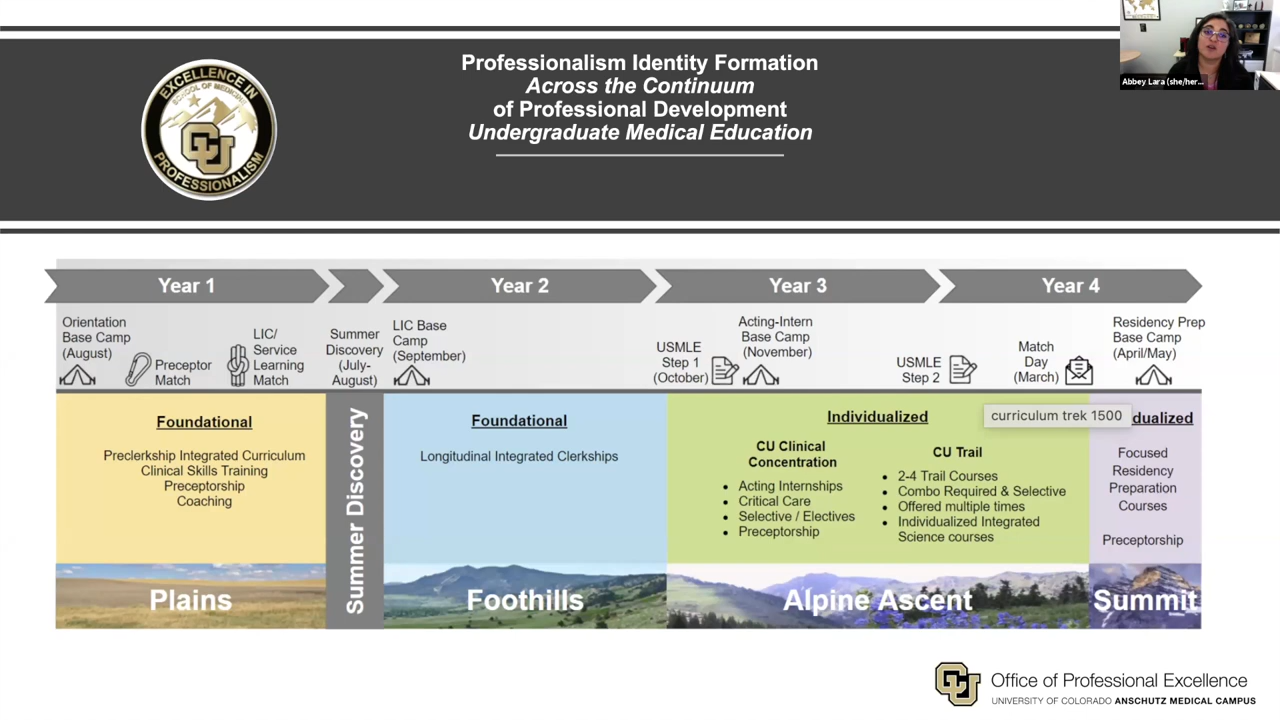 Professionalism Identity Formation
Across the Continuum
of Professional Development
Undergraduate Medical Education
EXCELLENCE IN
SCHOOL OF MEDICINE
CU
PROFESSIONALISM
Abbey Lara (she/her...
Year 1
Year 2
Year 3
Year 4
Orientation
Base Camp
(August)
Preceptor
Match
LIC/
Service
Learning
Match
Summer
Discovery
(July-
August)
LIC Base
Camp
(September)
USMLE
Step 1
(October)
Acting-Intern
Base Camp
(November)
USMLE
Step 2
Match
Day
(March)
Residency Prep
Base Camp
(April/May)
Foundational
Preclerkship Integrated Curriculum
Clinical Skills Training
Preceptorship
Coaching
Plains
Summer Discovery
Foundational
Longitudinal Integrated Clerkships
Foothills
Individualized
CU Clinical
Concentration
• Acting Internships
• Critical Care
• Selective / Electives
• Preceptorship
CU Trail
• 2-4 Trail Courses
• Combo Required & Selective
• Offered multiple times
• Individualized Integrated
Science courses
Alpine Ascent
curriculum trek 1500
dualized
Focused
Residency
Preparation
Courses
Preceptorship
Summit
CU
Office of Professional Excellence
UNIVERSITY OF COLORADO ANSCHUTZ MEDICAL CAMPUS